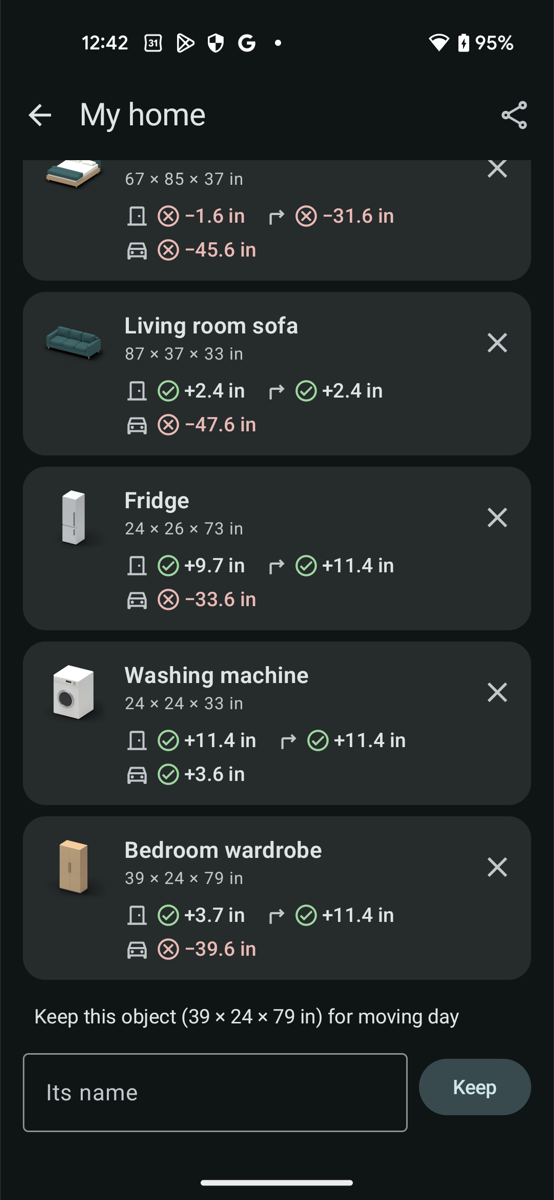 12:42
31
G
95%
My home
67 × 85 × 37 in
−1.6 in −31.6 in
−45.6 in
Living room sofa
87 × 37 × 33 in
+2.4 in +2.4 in
−47.6 in
Fridge
24 × 26 × 73 in
+9.7 in +11.4 in
−33.6 in
Washing machine
24 × 24 × 33 in
+11.4 in +11.4 in
+3.6 in
Bedroom wardrobe
39 × 24 × 79 in
+3.7 in +11.4 in
−39.6 in
Keep this object (39 × 24 × 79 in) for moving day
Its name
Keep